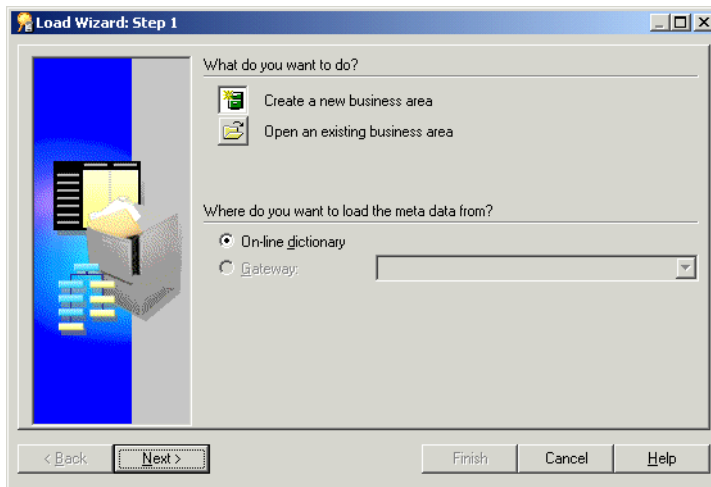 Load Wizard: Step 1
What do you want to do?
Create a new business area
Open an existing business area
Where do you want to load the meta data from?
On-line dictionary
Gateway:
< Back Next > Finish Cancel Help